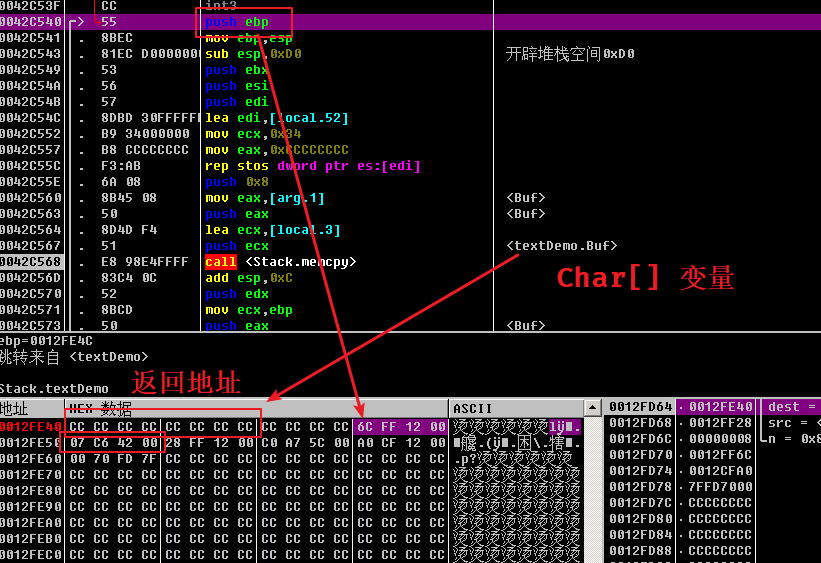 0042C53F CC int3
0042C540 55 push ebp
0042C541 . 8BEC mov ebp,esp
0042C543 . 81EC D0000000 sub esp,0xD0 开辟堆栈空间0xD0
0042C549 . 53 push ebx
0042C54A . 56 push esi
0042C54B . 57 push edi
0042C54C . 8DBD 30FFFFFF lea edi,[local.52]
0042C552 . B9 34000000 mov ecx,0x34
0042C557 . B8 CCCCCCCC mov eax,0xCCCCCCCC
0042C55C . F3:AB rep stos dword ptr es:[edi]
0042C55E . 6A 08 push 0x8
0042C560 . 8B45 08 mov eax,[arg.1] <Buf>
0042C563 . 50 push eax <Buf>
0042C564 . 8D4D F4 lea ecx,[local.3]
0042C567 . 51 push ecx <textDemo.Buf>
0042C568 . E8 98E4FFFF call <Stack.memcpy>
0042C56D . 83C4 0C add esp,0xC
0042C570 . 52 push edx
0042C571 . 8BCD mov ecx,ebp
0042C573 . 50 push eax <Buf>
Char[] 变量
ebp=0012FE4C
跳转来自 <textDemo>
Stack.textDemo
返回地址
地址 HEX 数据 ASCII
0012FE40 CC CC CC CC CC CC CC CC CC CC CC CC 6C FF 12 00 烫烫烫烫烫烫lÿ.
0012FE50 07 C6 42 00 28 FF 12 00 C0 A7 5C 00 A0 CF 12 00
0012FE60 00 70 FD 7F CC CC CC CC CC CC CC CC CC CC CC CC .p?烫烫烫烫烫烫
0012FE70 CC CC CC CC CC CC CC CC CC CC CC CC CC CC CC CC 烫烫烫烫烫烫烫烫
0012FE80 CC CC CC CC CC CC CC CC CC CC CC CC CC CC CC CC 烫烫烫烫烫烫烫烫
0012FE90 CC CC CC CC CC CC CC CC CC CC CC CC CC CC CC CC 烫烫烫烫烫烫烫烫
0012FEA0 CC CC CC CC CC CC CC CC CC CC CC CC CC CC CC CC 烫烫烫烫烫烫烫烫
0012FEB0 CC CC CC CC CC CC CC CC CC CC CC CC CC CC CC CC 烫烫烫烫烫烫烫烫
0012FEC0 CC CC CC CC CC CC CC CC CC CC CC CC CC CC CC CC 烫烫烫烫烫烫烫烫
0012FD64 0012FE40 dest =
0012FD68 0012FF28 src = <
0012FD6C 00000008 n = 0x8
0012FD70 0012FF6C
0012FD74 0012CFA0
0012FD78 7FFD7000
0012FD7C CCCCCCCC
0012FD80 CCCCCCCC
0012FD84 CCCCCCCC
0012FD88 CCCCCCCC